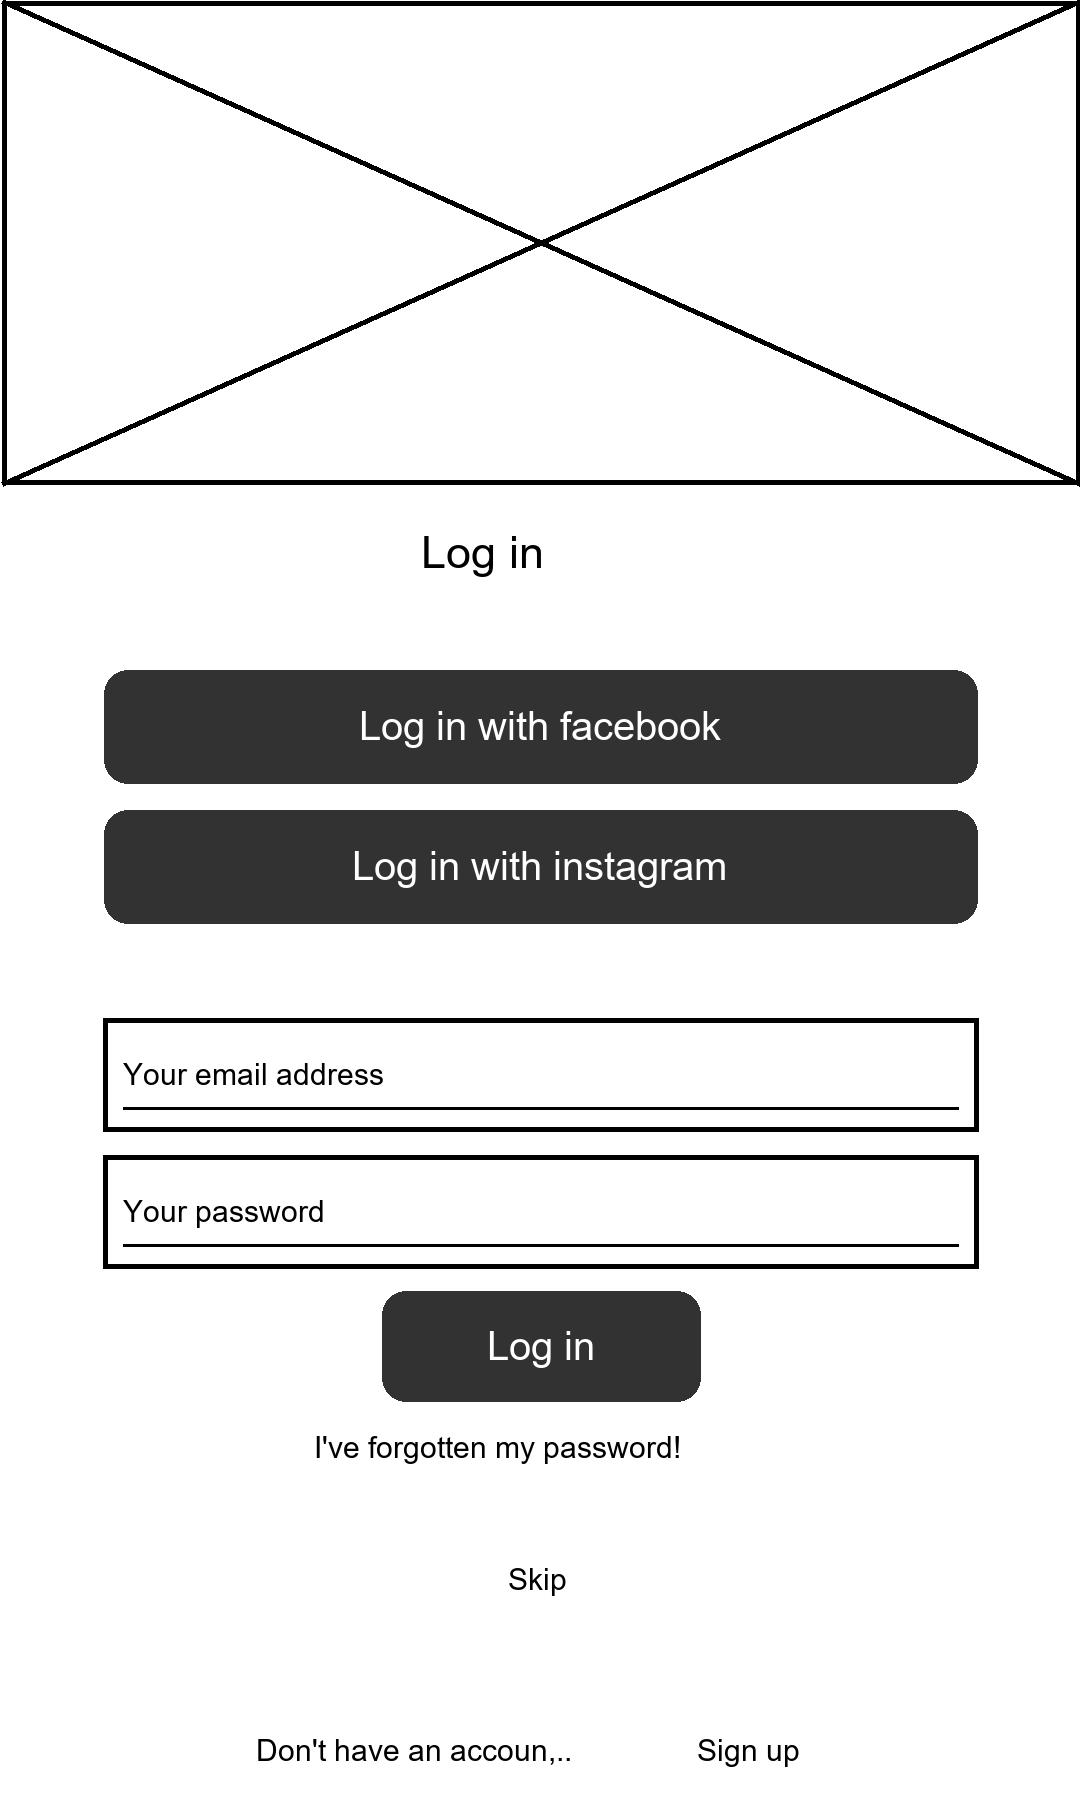 Log in
Log in with facebook
Log in with instagram
Your email address
Your password
Log in
I've forgotten my password!
Skip
Don't have an accoun,.. Sign up